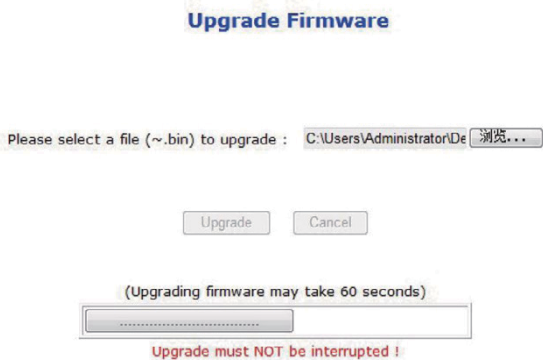 Upgrade Firmware
Please select a file (~.bin) to upgrade : C:\Users\Administrator\De 浏览...
Upgrade Cancel
(Upgrading firmware may take 60 seconds)
.................................
Upgrade must NOT be interrupted !